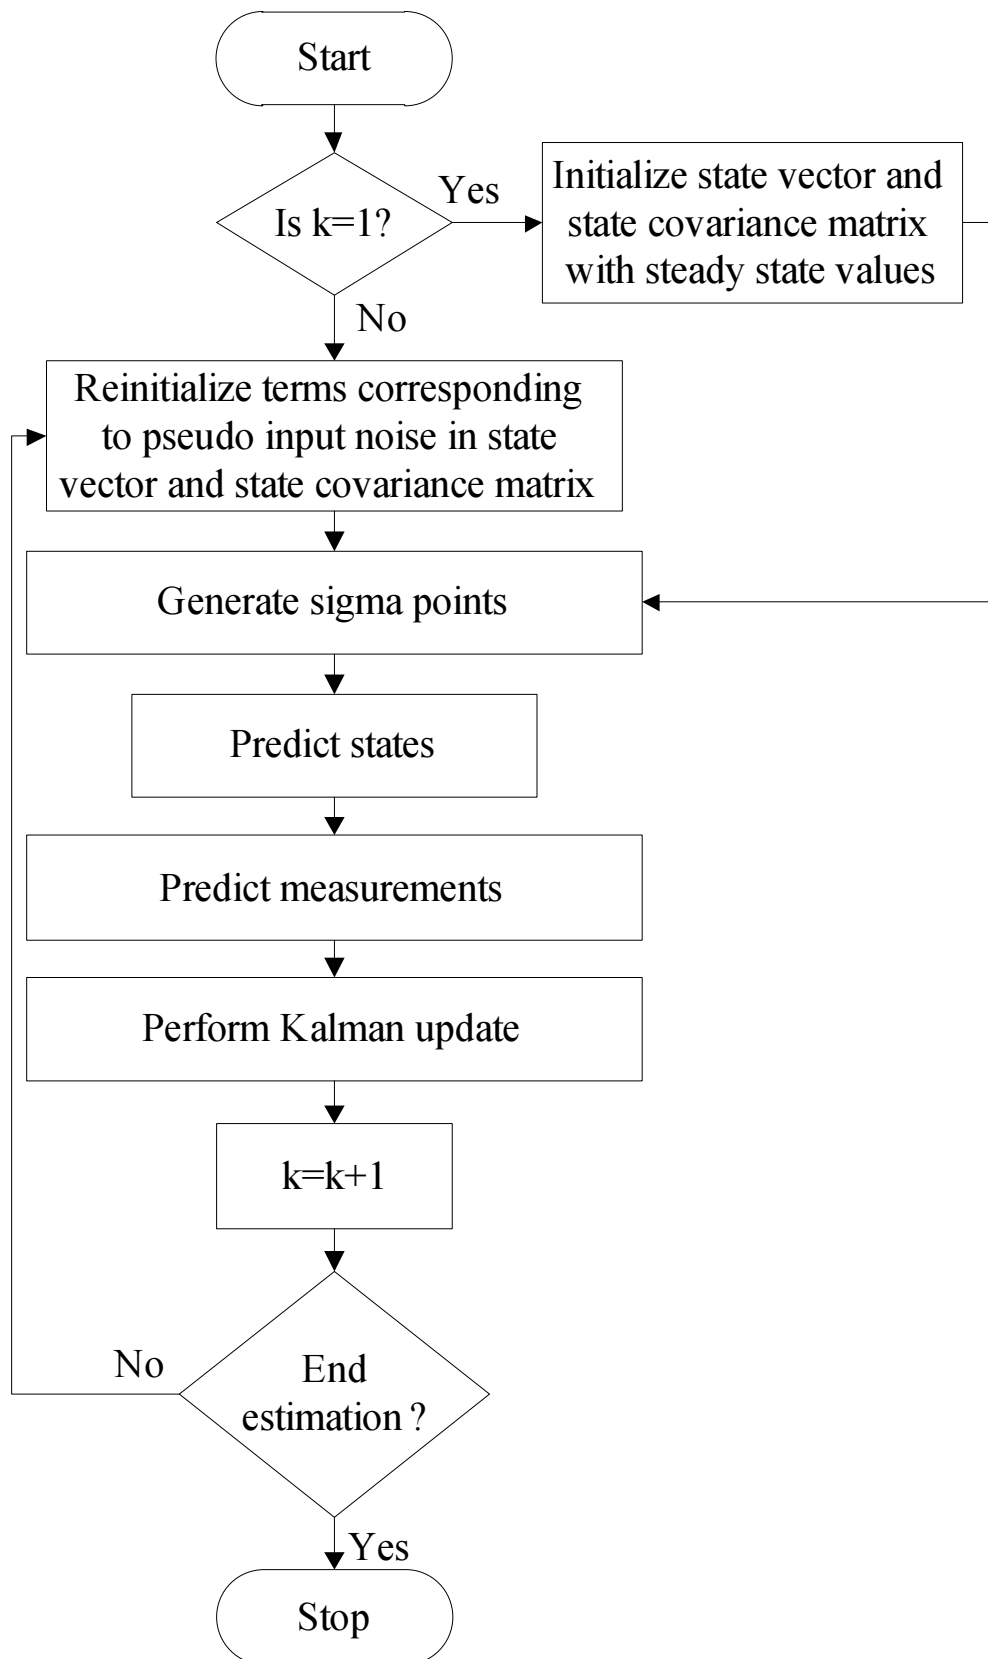 Start
Is k=1?
Yes
Initialize state vector and
state covariance matrix
with steady state values
No
Reinitialize terms corresponding
to pseudo input noise in state
vector and state covariance matrix
Generate sigma points
Predict states
Predict measurements
Perform Kalman update
k=k+1
No
End
estimation ?
Yes
Stop